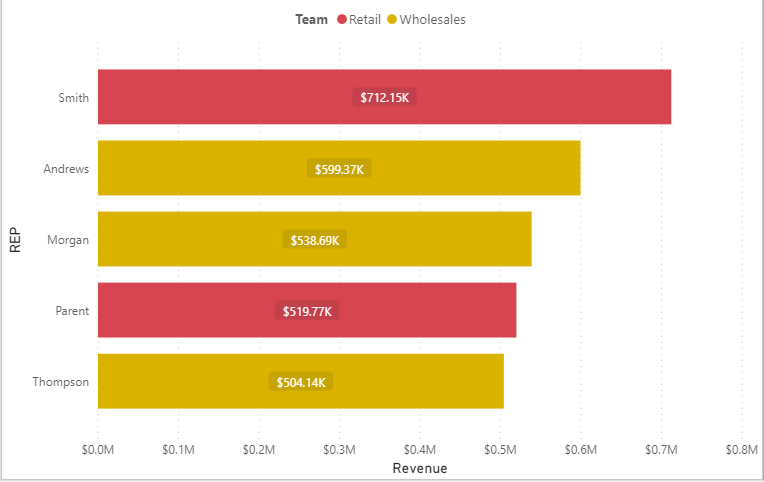 Team Retail Wholesales
Smith $712.15K
Andrews $599.37K
Morgan $538.69K
Parent $519.77K
Thompson $504.14K
REP
$0.0M $0.1M $0.2M $0.3M $0.4M $0.5M $0.6M $0.7M $0.8M
Revenue